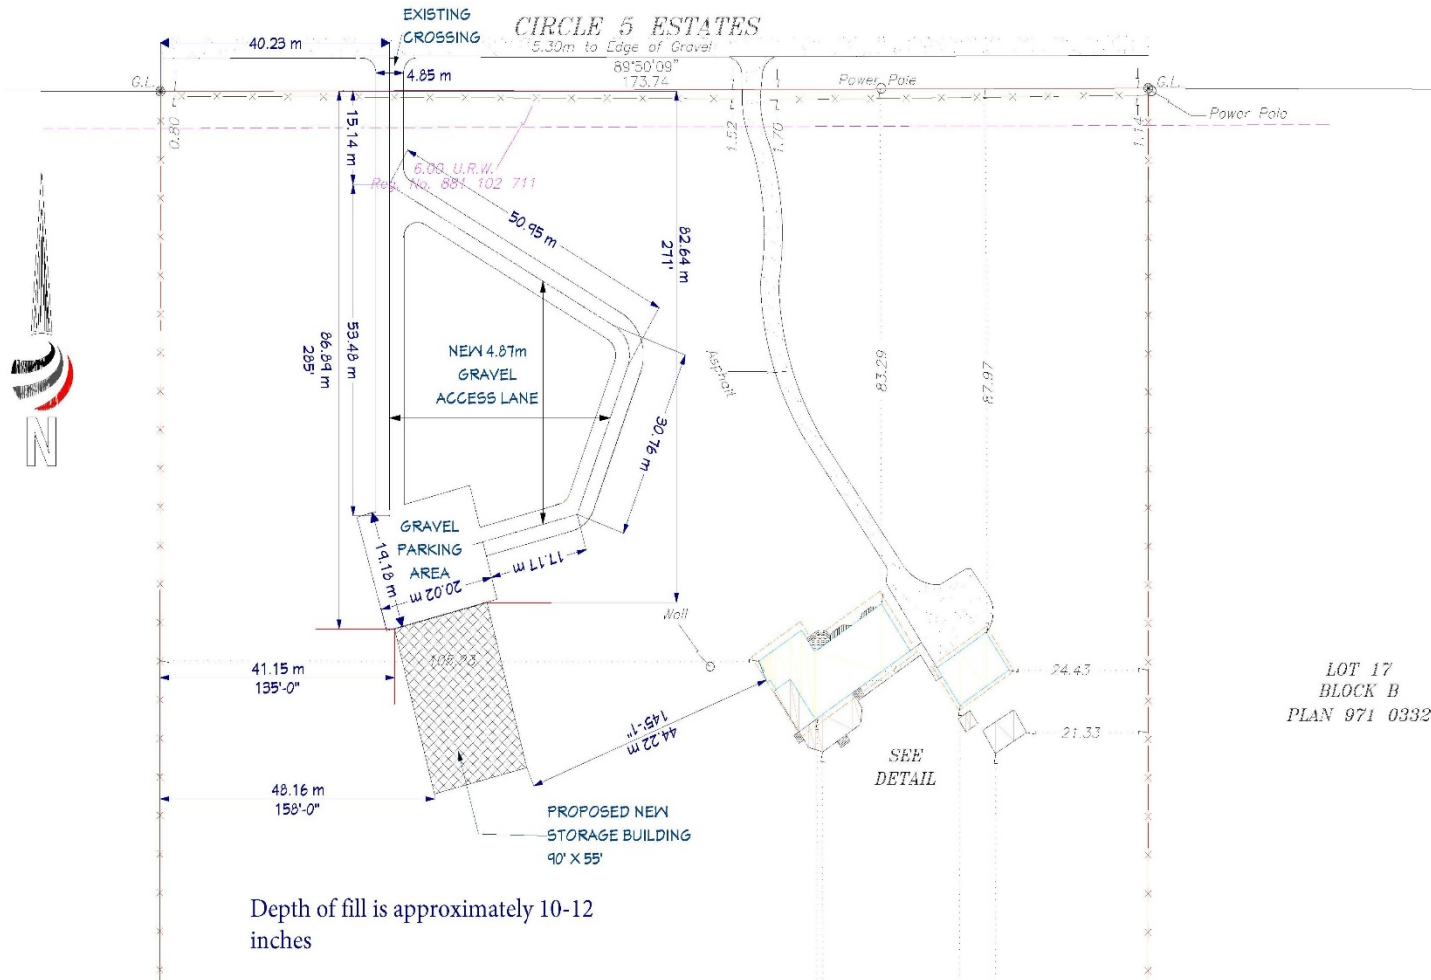 EXISTING
CROSSING
CIRCLE 5 ESTATES
5.30m to Edge of Gravel
89°50'09"
173.74
40.23 m
4.85 m
G.I.
Power Pole
G.I.
Power Pole
0.80
15.14 m
1.52
1.70
1.14
6.00 U.R.W.
Reg. No. 881 102 711
50.95 m
82.64 m
271'
53.48 m
86.89 m
285'
NEW 4.87m
GRAVEL
ACCESS LANE
Asphalt
83.29
87.97
30.76 m
N
GRAVEL
PARKING
AREA
19.18 m
20.02 m
17.17 m
Well
41.15 m
135'-0"
24.43
44.22 m
145'-1"
21.33
LOT 17
BLOCK B
PLAN 971 0332
SEE
DETAIL
48.16 m
158'-0"
PROPOSED NEW
STORAGE BUILDING
90' X 55'
Depth of fill is approximately 10-12
inches